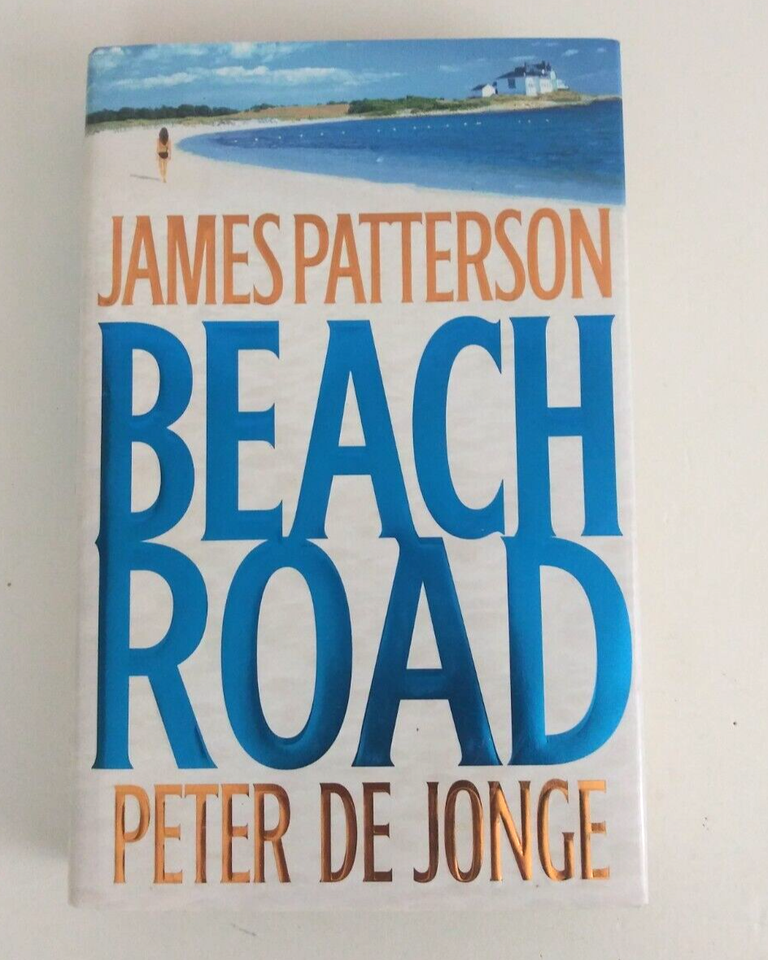 JAMES PATTERSON
BEACH
ROAD
PETER DE JONGE